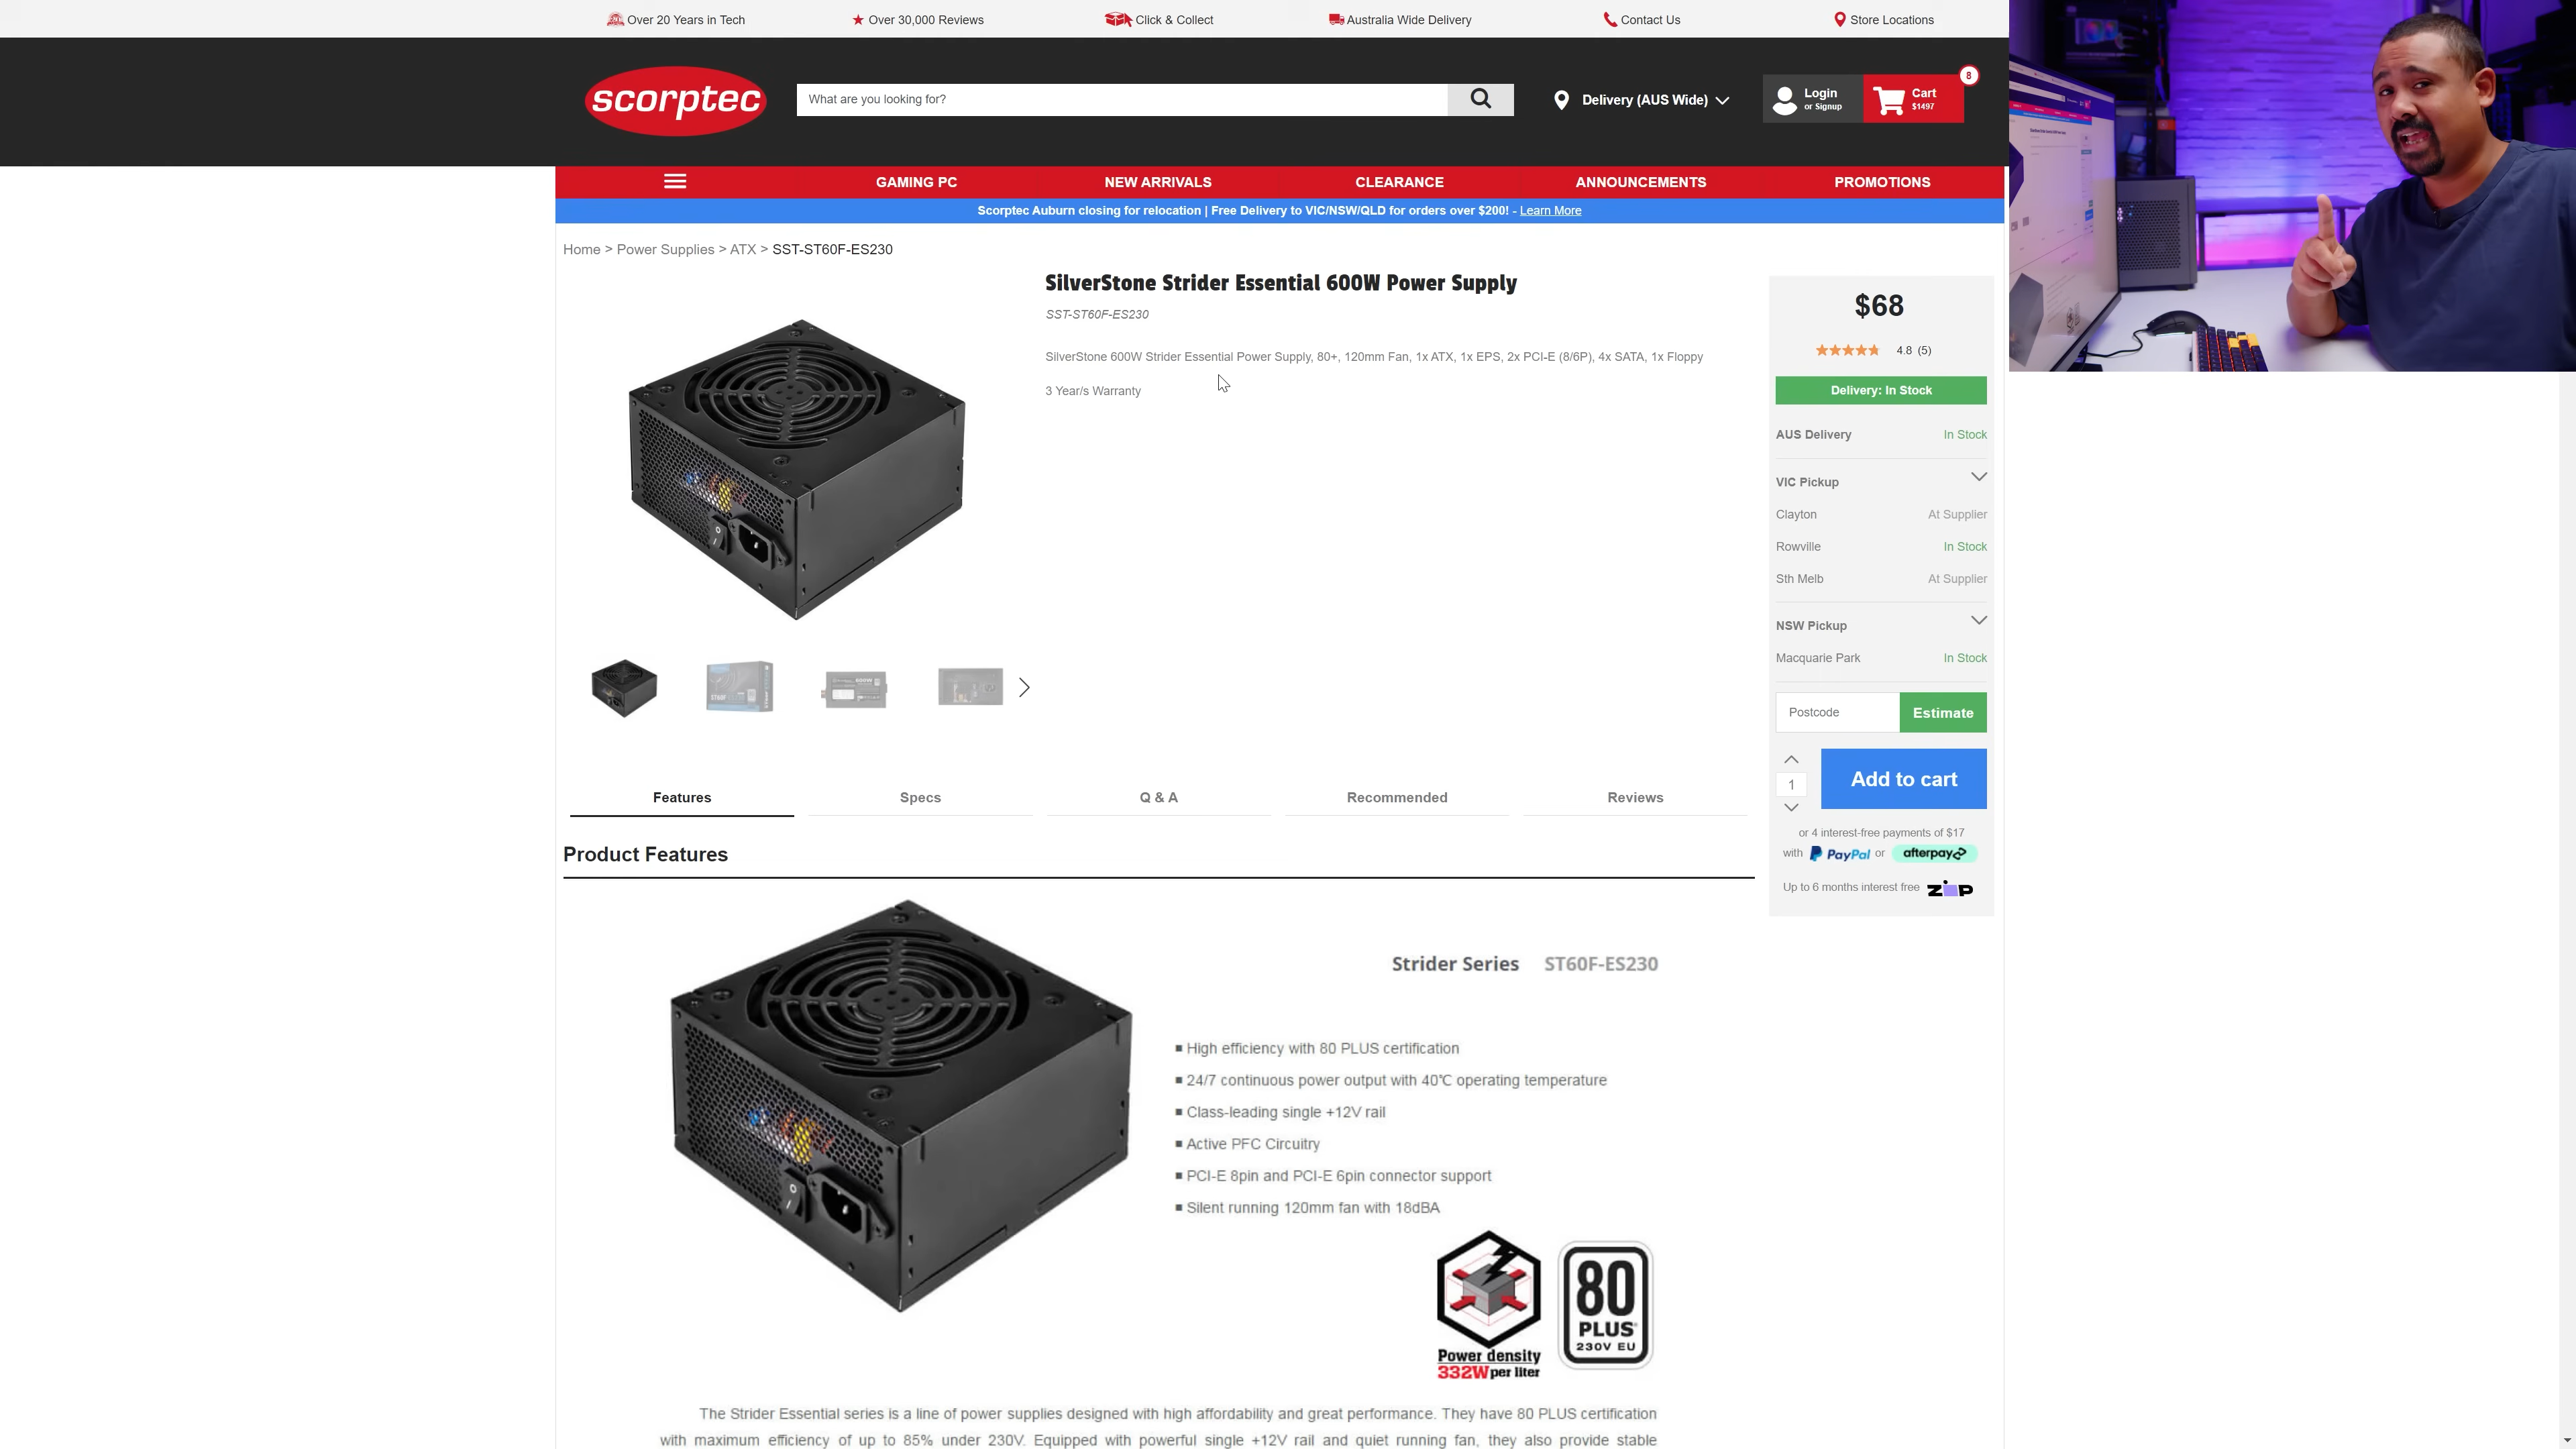 Over 20 Years in Tech
Over 30,000 Reviews
Click & Collect
Australia Wide Delivery
Contact Us
Store Locations
scorptec
What are you looking for?
Delivery (AUS Wide)
Login
or Signup
Cart
$1497
8
GAMING PC
NEW ARRIVALS
CLEARANCE
ANNOUNCEMENTS
PROMOTIONS
Scorptec Auburn closing for relocation | Free Delivery to VIC/NSW/QLD for orders over $200! - Learn More
Home > Power Supplies > ATX > SST-ST60F-ES230
SilverStone Strider Essential 600W Power Supply
SST-ST60F-ES230
SilverStone 600W Strider Essential Power Supply, 80+, 120mm Fan, 1x ATX, 1x EPS, 2x PCI-E (8/6P), 4x SATA, 1x Floppy
3 Year/s Warranty
$68
4.8 (5)
Delivery: In Stock
AUS Delivery In Stock
VIC Pickup
Clayton At Supplier
Rowville In Stock
Sth Melb At Supplier
NSW Pickup
Macquarie Park In Stock
Postcode Estimate
1
Add to cart
or 4 interest-free payments of $17
with PayPal or afterpay
Up to 6 months interest free zip
Features
Specs
Q & A
Recommended
Reviews
Product Features
Strider Series ST60F-ES230
■ High efficiency with 80 PLUS certification
■ 24/7 continuous power output with 40℃ operating temperature
■ Class-leading single +12V rail
■ Active PFC Circuitry
■ PCI-E 8pin and PCI-E 6pin connector support
■ Silent running 120mm fan with 18dBA
Power density
332W per liter
80
PLUS
230V EU
The Strider Essential series is a line of power supplies designed with high affordability and great performance. They have 80 PLUS certification
with maximum efficiency of up to 85% under 230V. Equipped with powerful single +12V rail and quiet running fan, they also provide stable